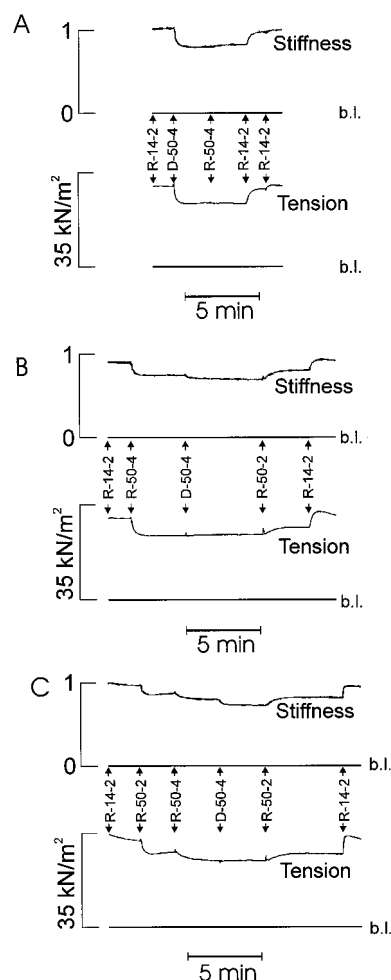 A
1
Stiffness
0
b.l.
R-14-2
D-50-4
R-50-4
R-14-2
R-14-2
35 kN/m²
Tension
b.l.
5 min
B
1
Stiffness
0
b.l.
R-14-2
R-50-4
D-50-4
R-50-2
R-14-2
35 kN/m²
Tension
b.l.
5 min
C
1
Stiffness
0
b.l.
R-14-2
R-50-2
R-50-4
D-50-4
R-50-2
R-14-2
35 kN/m²
Tension
b.l.
5 min